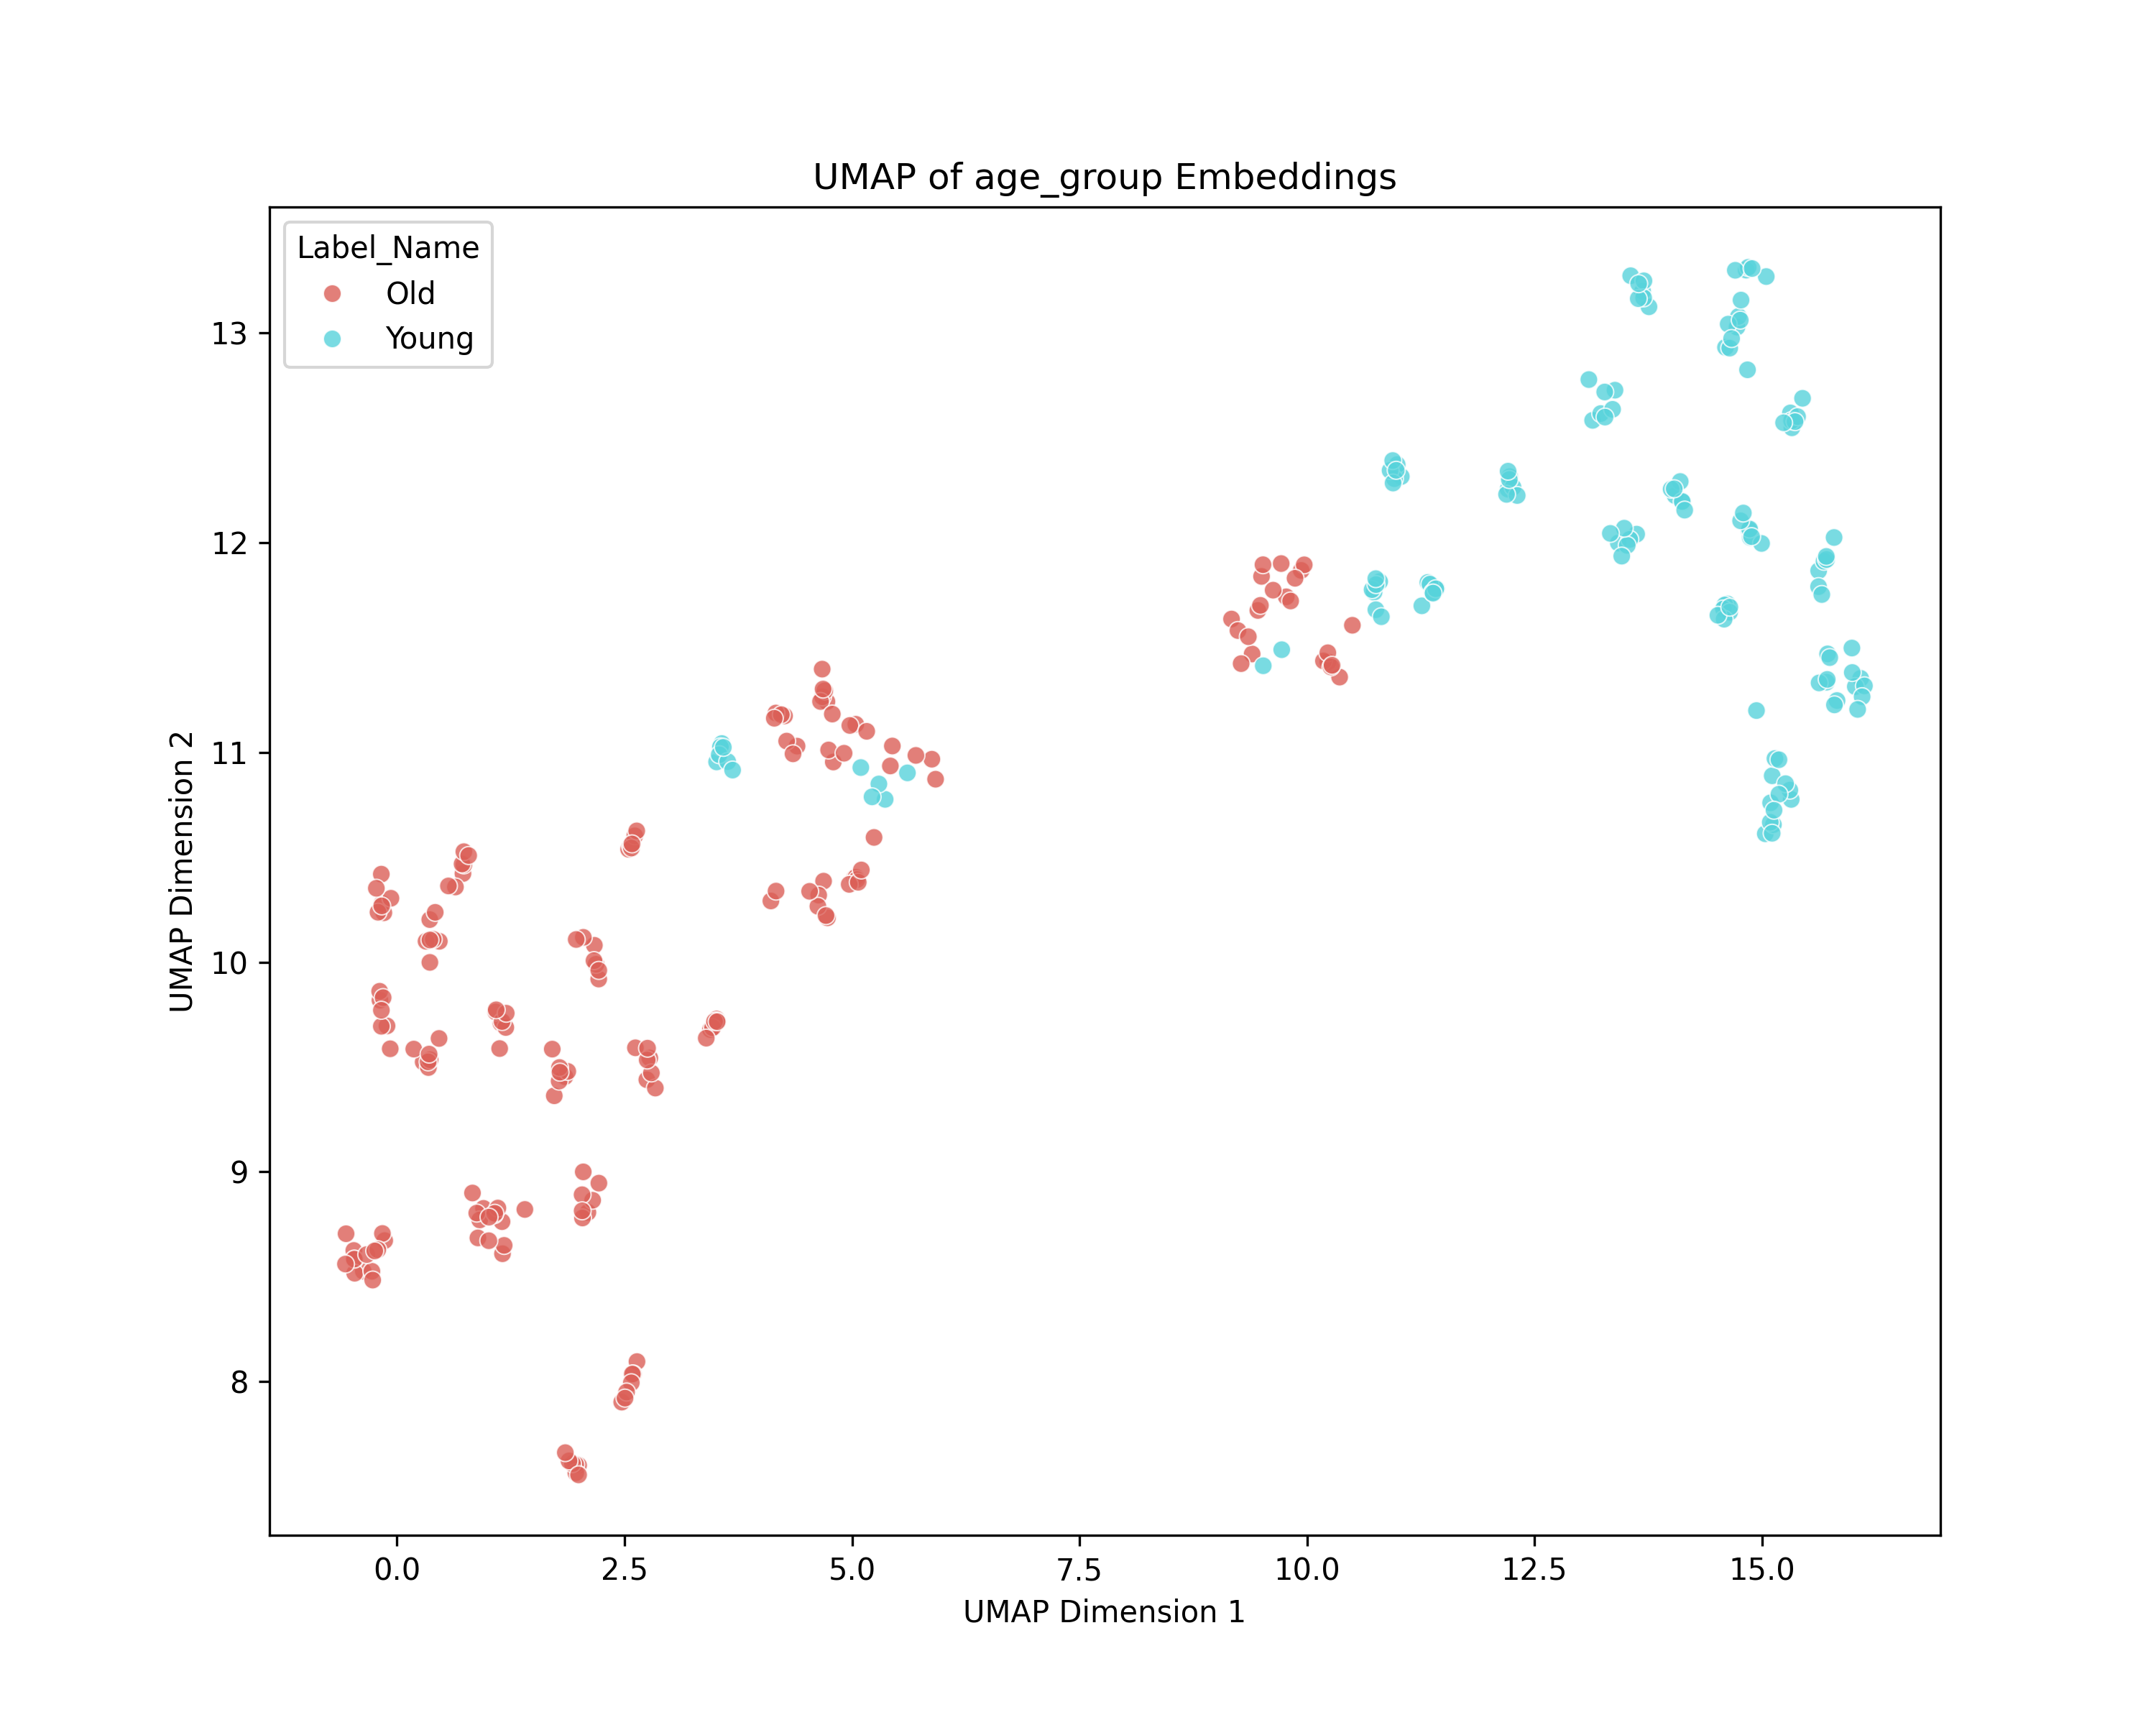 UMAP of age_group Embeddings
Label_Name
Old
Young
13
12
11
10
9
8
UMAP Dimension 2
0.0 2.5 5.0 7.5 10.0 12.5 15.0
UMAP Dimension 1